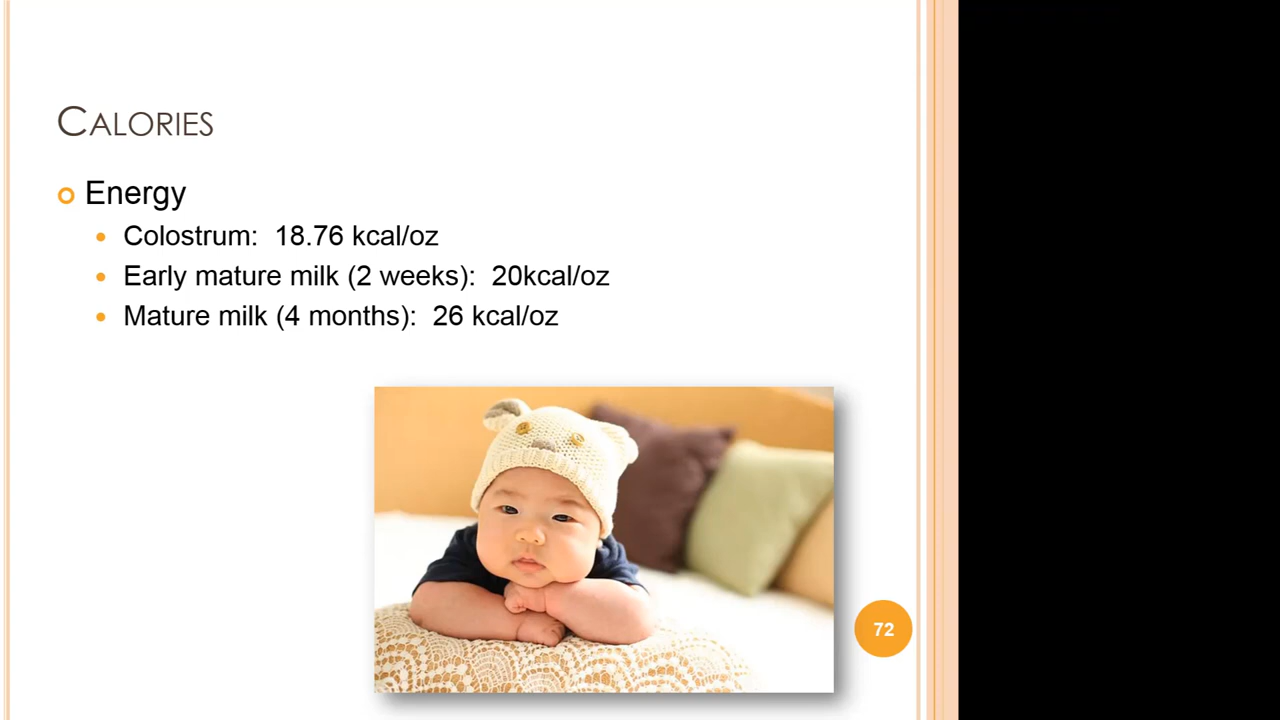 CALORIES
Energy
Colostrum:  18.76 kcal/oz
Early mature milk (2 weeks):  20kcal/oz
Mature milk (4 months):  26 kcal/oz
72